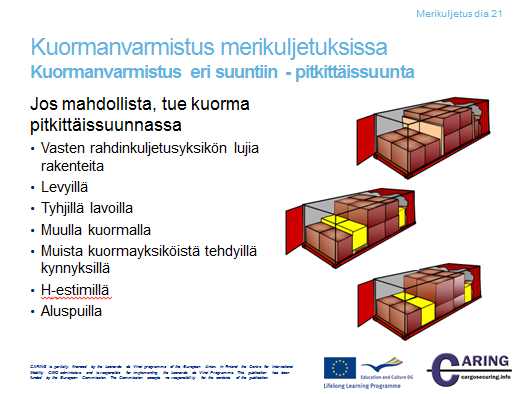 Merikuljetus dia 21
Kuormanvarmistus merikuljetuksissa
Kuormanvarmistus eri suuntiin - pitkittäissuunta
Jos mahdollista, tue kuorma
pitkittäissuunnassa
• Vasten rahdinkuljetusyksikön lujia
rakenteita
• Levyillä
• Tyhjillä lavoilla
• Muulla kuormalla
• Muista kuormayksiköistä tehdyillä
kynnyksillä
• H-estimillä
• Aluspuilla
CARING is partially financed by the Leonardo da Vinci programme of the European Union. In Finland the Centre for International
Mobility CIMO administers and is responsible for implementing the Leonardo da Vinci Programme. This publication has been
funded by the European Commission. The Commission accepts no responsibility for the contents of the publication.
Education and Culture DG
Lifelong Learning Programme
CARING
cargosecuring.info